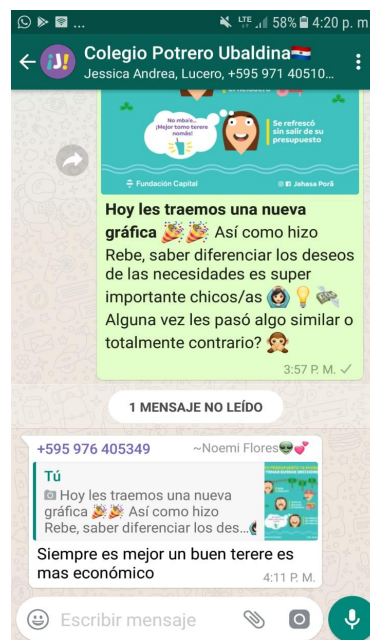 58% 4:20 p. m.
Colegio Potrero Ubaldina
Jessica Andrea, Lucero, +595 971 40510...
No mba'e..
¡Mejor tomo terere
nomás!
Se refrescó
sin salir de su
presupuesto
Fundación Capital
Jahasa Porã
Hoy les traemos una nueva
gráfica 🎉🎉 Así como hizo
Rebe, saber diferenciar los deseos
de las necesidades es super
importante chicos/as 🙆💡💸
Alguna vez les pasó algo similar o
totalmente contrario? 🙊
3:57 P. M.
1 MENSAJE NO LEÍDO
+595 976 405349 ~Noemi Flores😎💕
Tú
Hoy les traemos una nueva
gráfica 🎉🎉 Así como hizo
Rebe, saber diferenciar los des...
Siempre es mejor un buen terere es
mas económico
4:11 P. M.
Escribir mensaje